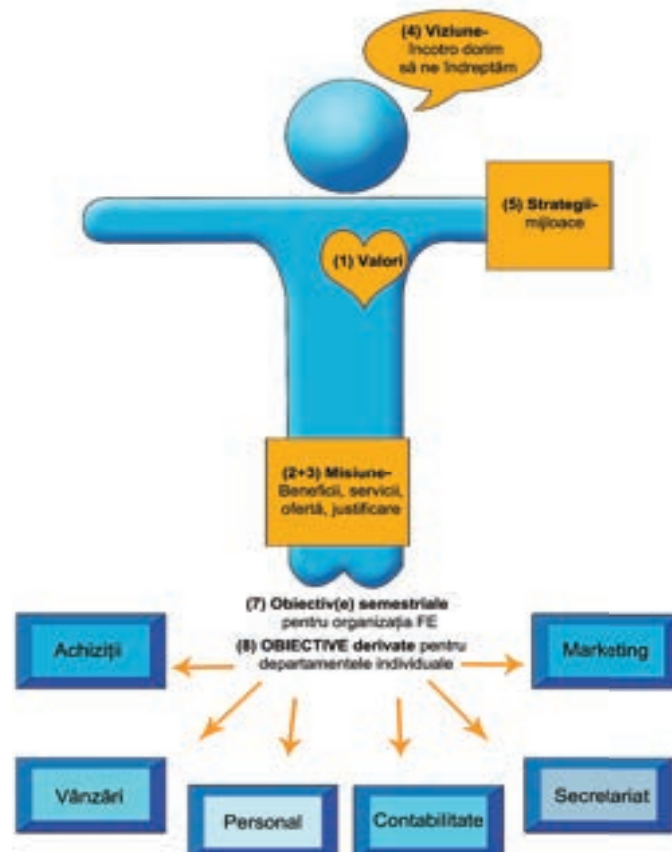 (4) Viziune-
încotro dorim
să ne îndreptăm
(5) Strategii-
mijloace
(1) Valori
(2+3) Misiune-
Beneficii, servicii,
ofertă, justificare
(7) Obiectiv(e) semestriale
pentru organizația FE
(8) OBIECTIVE derivate pentru
departamentele individuale
Achiziții
Marketing
Vânzări
Personal
Contabilitate
Secretariat